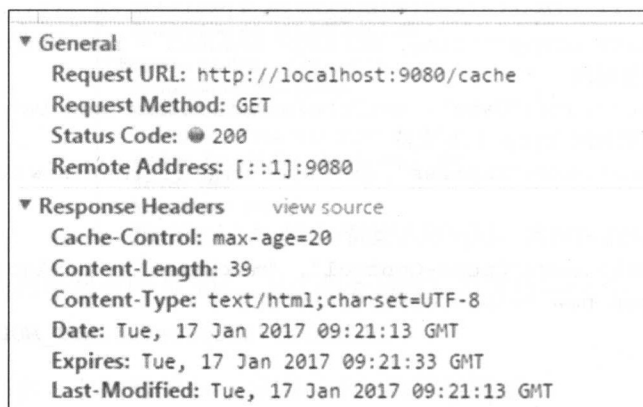 ▼ General
Request URL: http://localhost:9080/cache
Request Method: GET
Status Code: 200
Remote Address: [::1]:9080
▼ Response Headers view source
Cache-Control: max-age=20
Content-Length: 39
Content-Type: text/html;charset=UTF-8
Date: Tue, 17 Jan 2017 09:21:13 GMT
Expires: Tue, 17 Jan 2017 09:21:33 GMT
Last-Modified: Tue, 17 Jan 2017 09:21:13 GMT